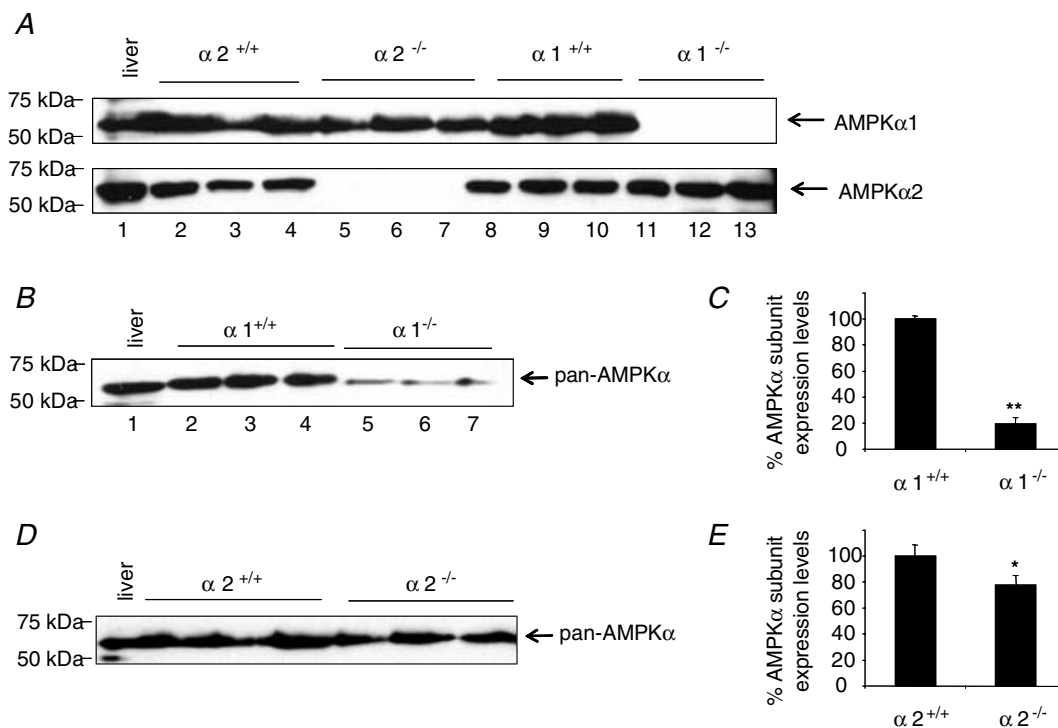 A
liver
α 2 +/+
α 2 -/-
α 1 +/+
α 1 -/-
75 kDa
50 kDa
AMPKα1
75 kDa
50 kDa
AMPKα2
1 2 3 4 5 6 7 8 9 10 11 12 13
B
liver
α 1+/+
α 1-/-
75 kDa
50 kDa
pan-AMPKα
1 2 3 4 5 6 7
C
% AMPKα subunit
expression levels
100
80
60
40
20
0
**
α 1+/+
α 1-/-
D
liver
α 2 +/+
α 2 -/-
75 kDa
50 kDa
pan-AMPKα
E
% AMPKα subunit
expression levels
100
80
60
40
20
0
*
α 2+/+
α 2-/-